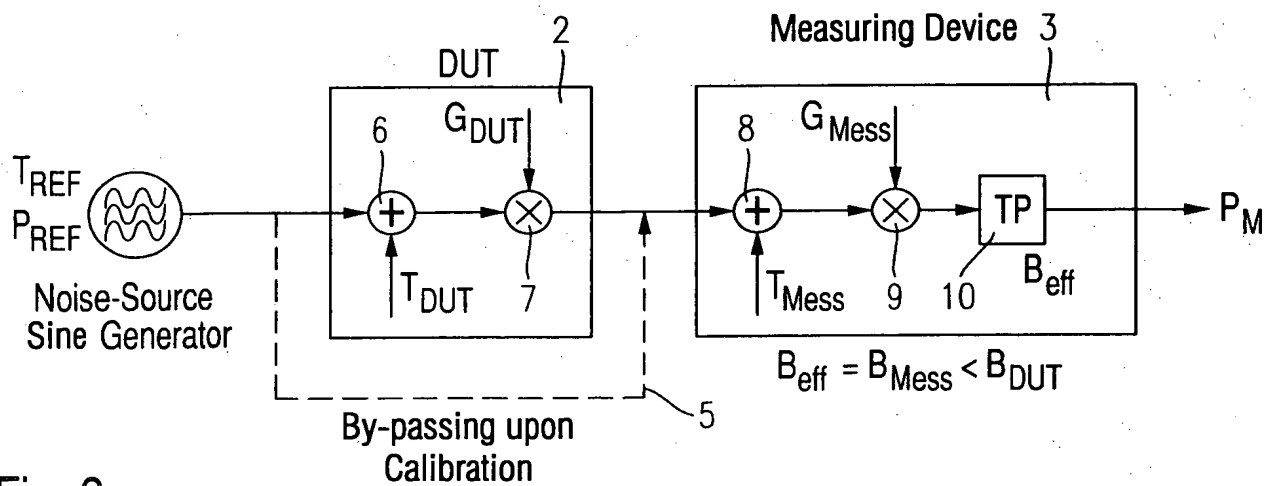 Measuring Device 3
2
DUT
G_DUT
6
+
×
T_DUT
7
T_REF
P_REF
Noise-Source
Sine Generator
By-passing upon
Calibration
5
G_Mess
8
+
×
TP
T_Mess
9
10
B_eff
P_M
B_eff = B_Mess < B_DUT